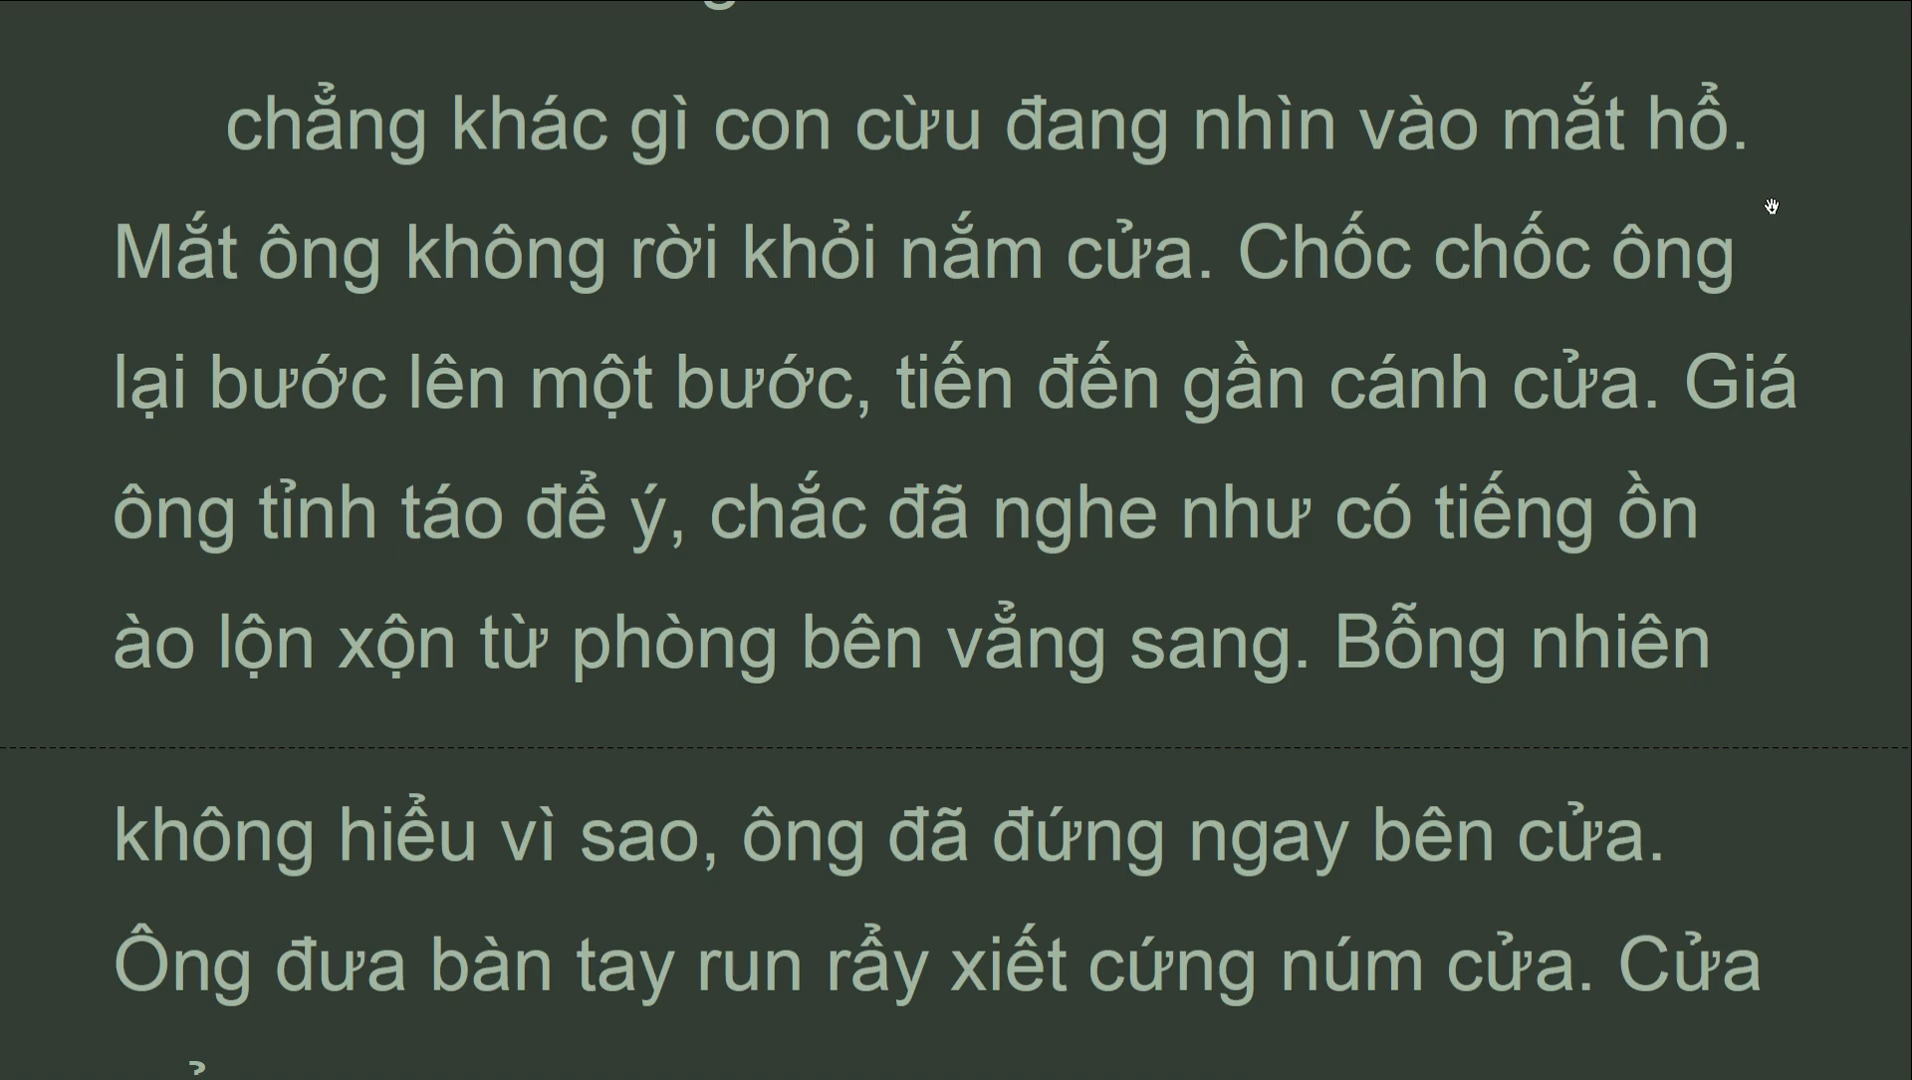 chẳng khác gì con cừu đang nhìn vào mắt hổ.
Mắt ông không rời khỏi nắm cửa. Chốc chốc ông
lại bước lên một bước, tiến đến gần cánh cửa. Giá
ông tỉnh táo để ý, chắc đã nghe như có tiếng ồn
ào lộn xộn từ phòng bên vẳng sang. Bỗng nhiên
không hiểu vì sao, ông đã đứng ngay bên cửa.
Ông đưa bàn tay run rẩy xiết cứng núm cửa. Cửa